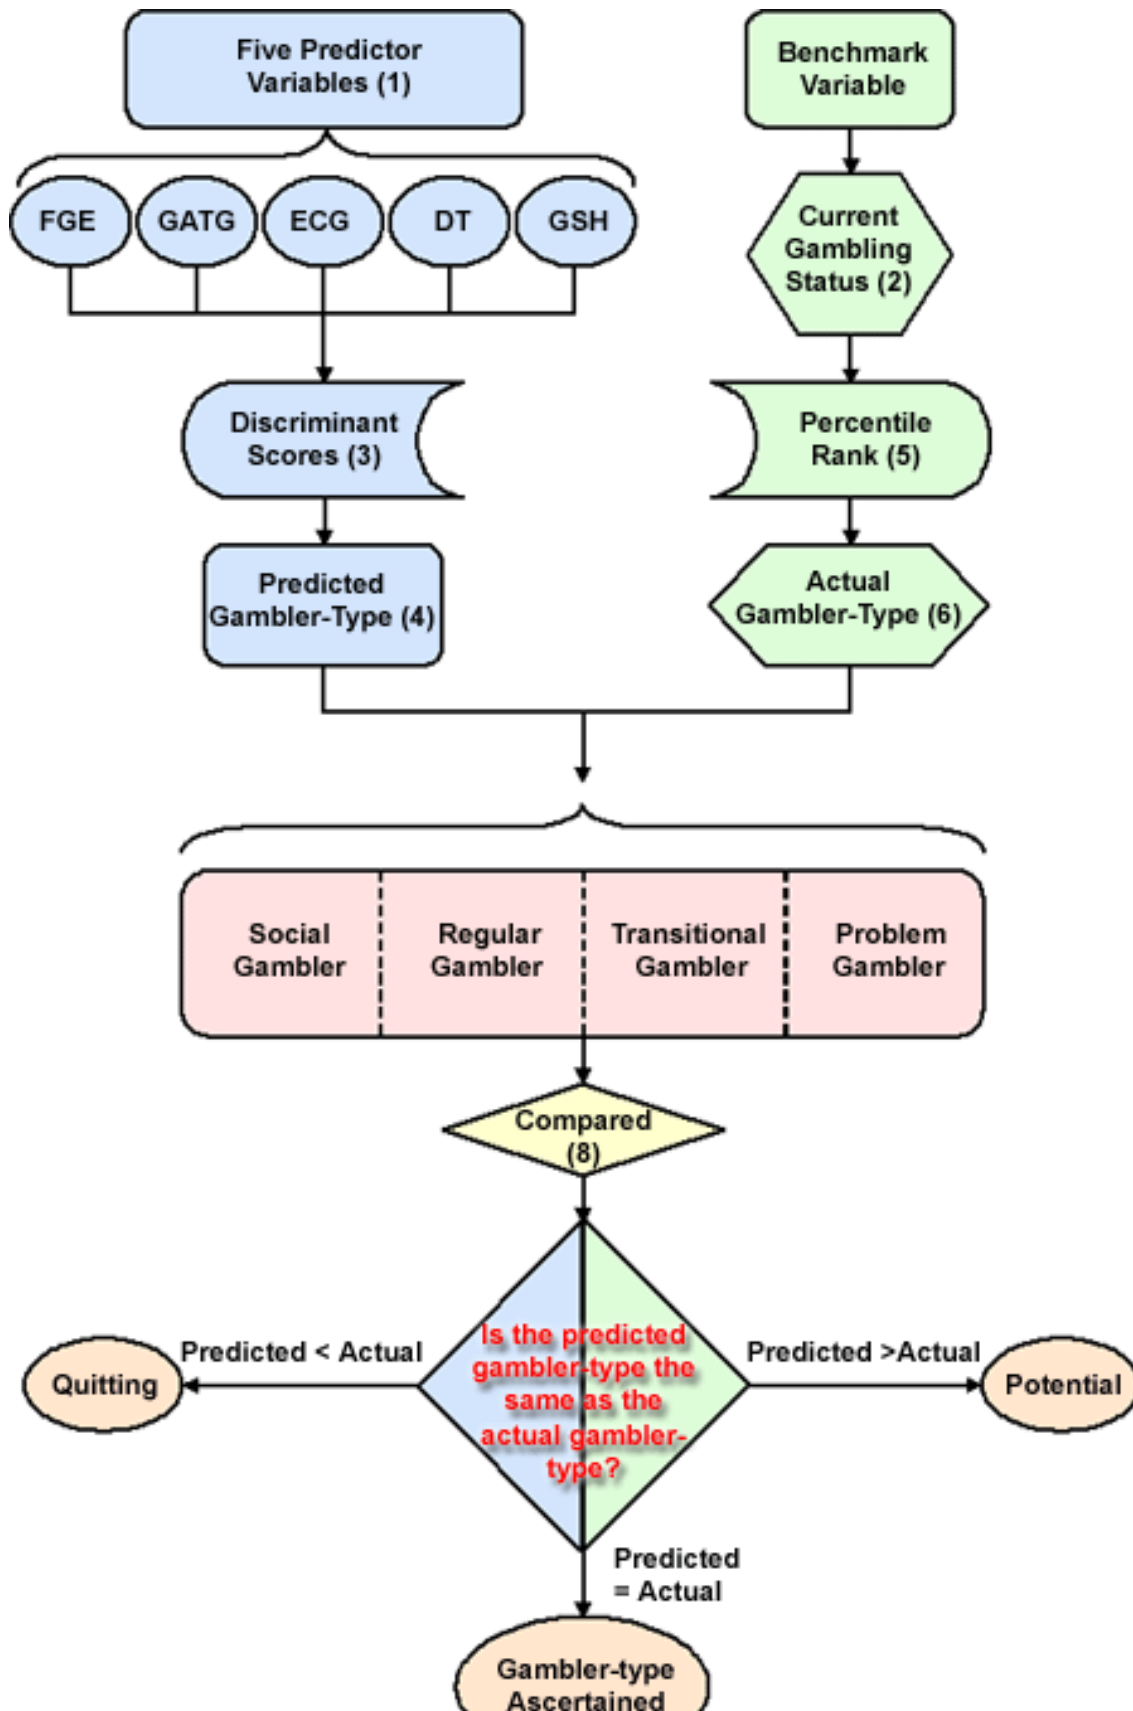 Five Predictor
Variables (1)
Benchmark
Variable
FGE
GATG
ECG
DT
GSH
Current
Gambling
Status (2)
Discriminant
Scores (3)
Percentile
Rank (5)
Predicted
Gambler-Type (4)
Actual
Gambler-Type (6)
Social
Gambler
Regular
Gambler
Transitional
Gambler
Problem
Gambler
Compared
(8)
Is the predicted
gambler-type the
same as the
actual gambler-
type?
Predicted < Actual
Quitting
Predicted >Actual
Potential
Predicted
= Actual
Gambler-type
Ascertained